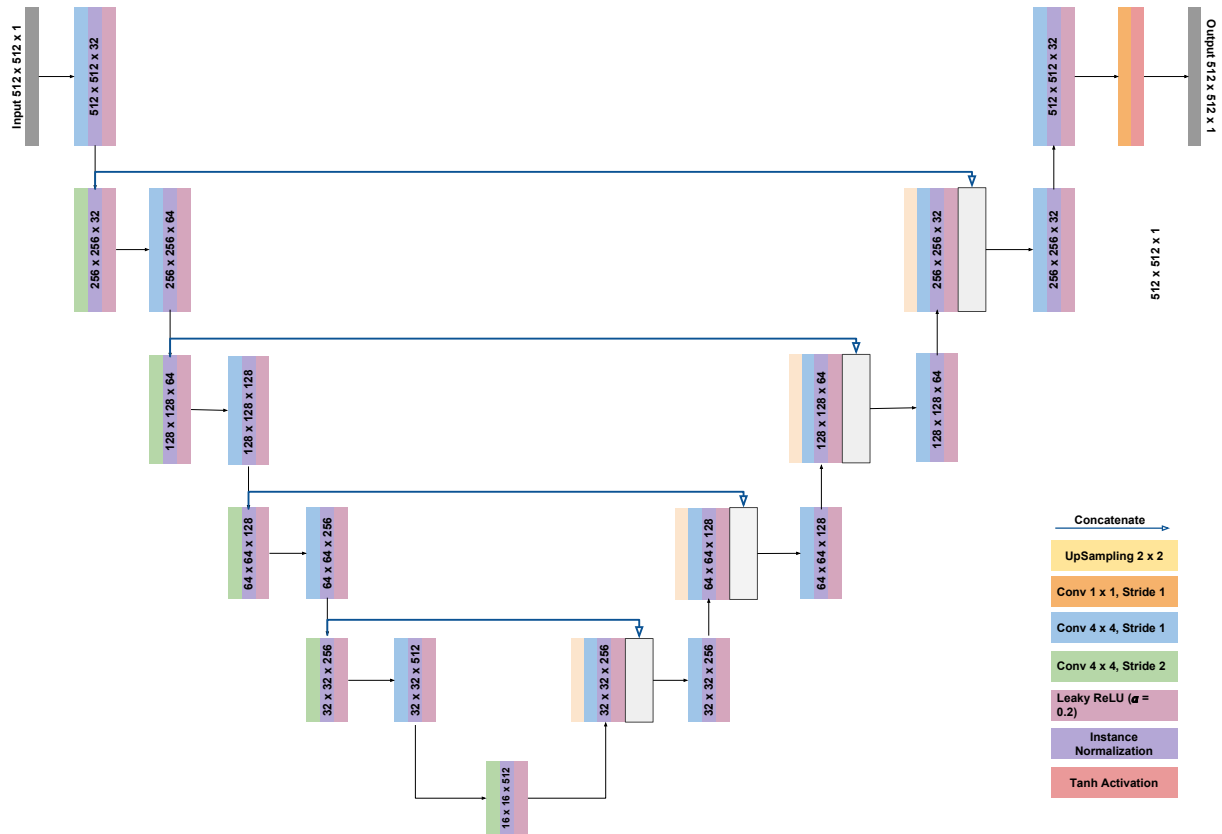 Input 512 x 512 x 1
512 x 512 x 32
512 x 512 x 32
Output 512 x 512 x 1
256 x 256 x 32
256 x 256 x 64
256 x 256 x 32
256 x 256 x 32
512 x 512 x 1
128 x 128 x 64
128 x 128 x 128
128 x 128 x 64
128 x 128 x 64
64 x 64 x 128
64 x 64 x 256
64 x 64 x 128
64 x 64 x 128
32 x 32 x 256
32 x 32 x 512
32 x 32 x 256
32 x 32 x 256
16 x 16 x 512
Concatenate
UpSampling 2 x 2
Conv 1 x 1, Stride 1
Conv 4 x 4, Stride 1
Conv 4 x 4, Stride 2
Leaky ReLU (α =
0.2)
Instance
Normalization
Tanh Activation